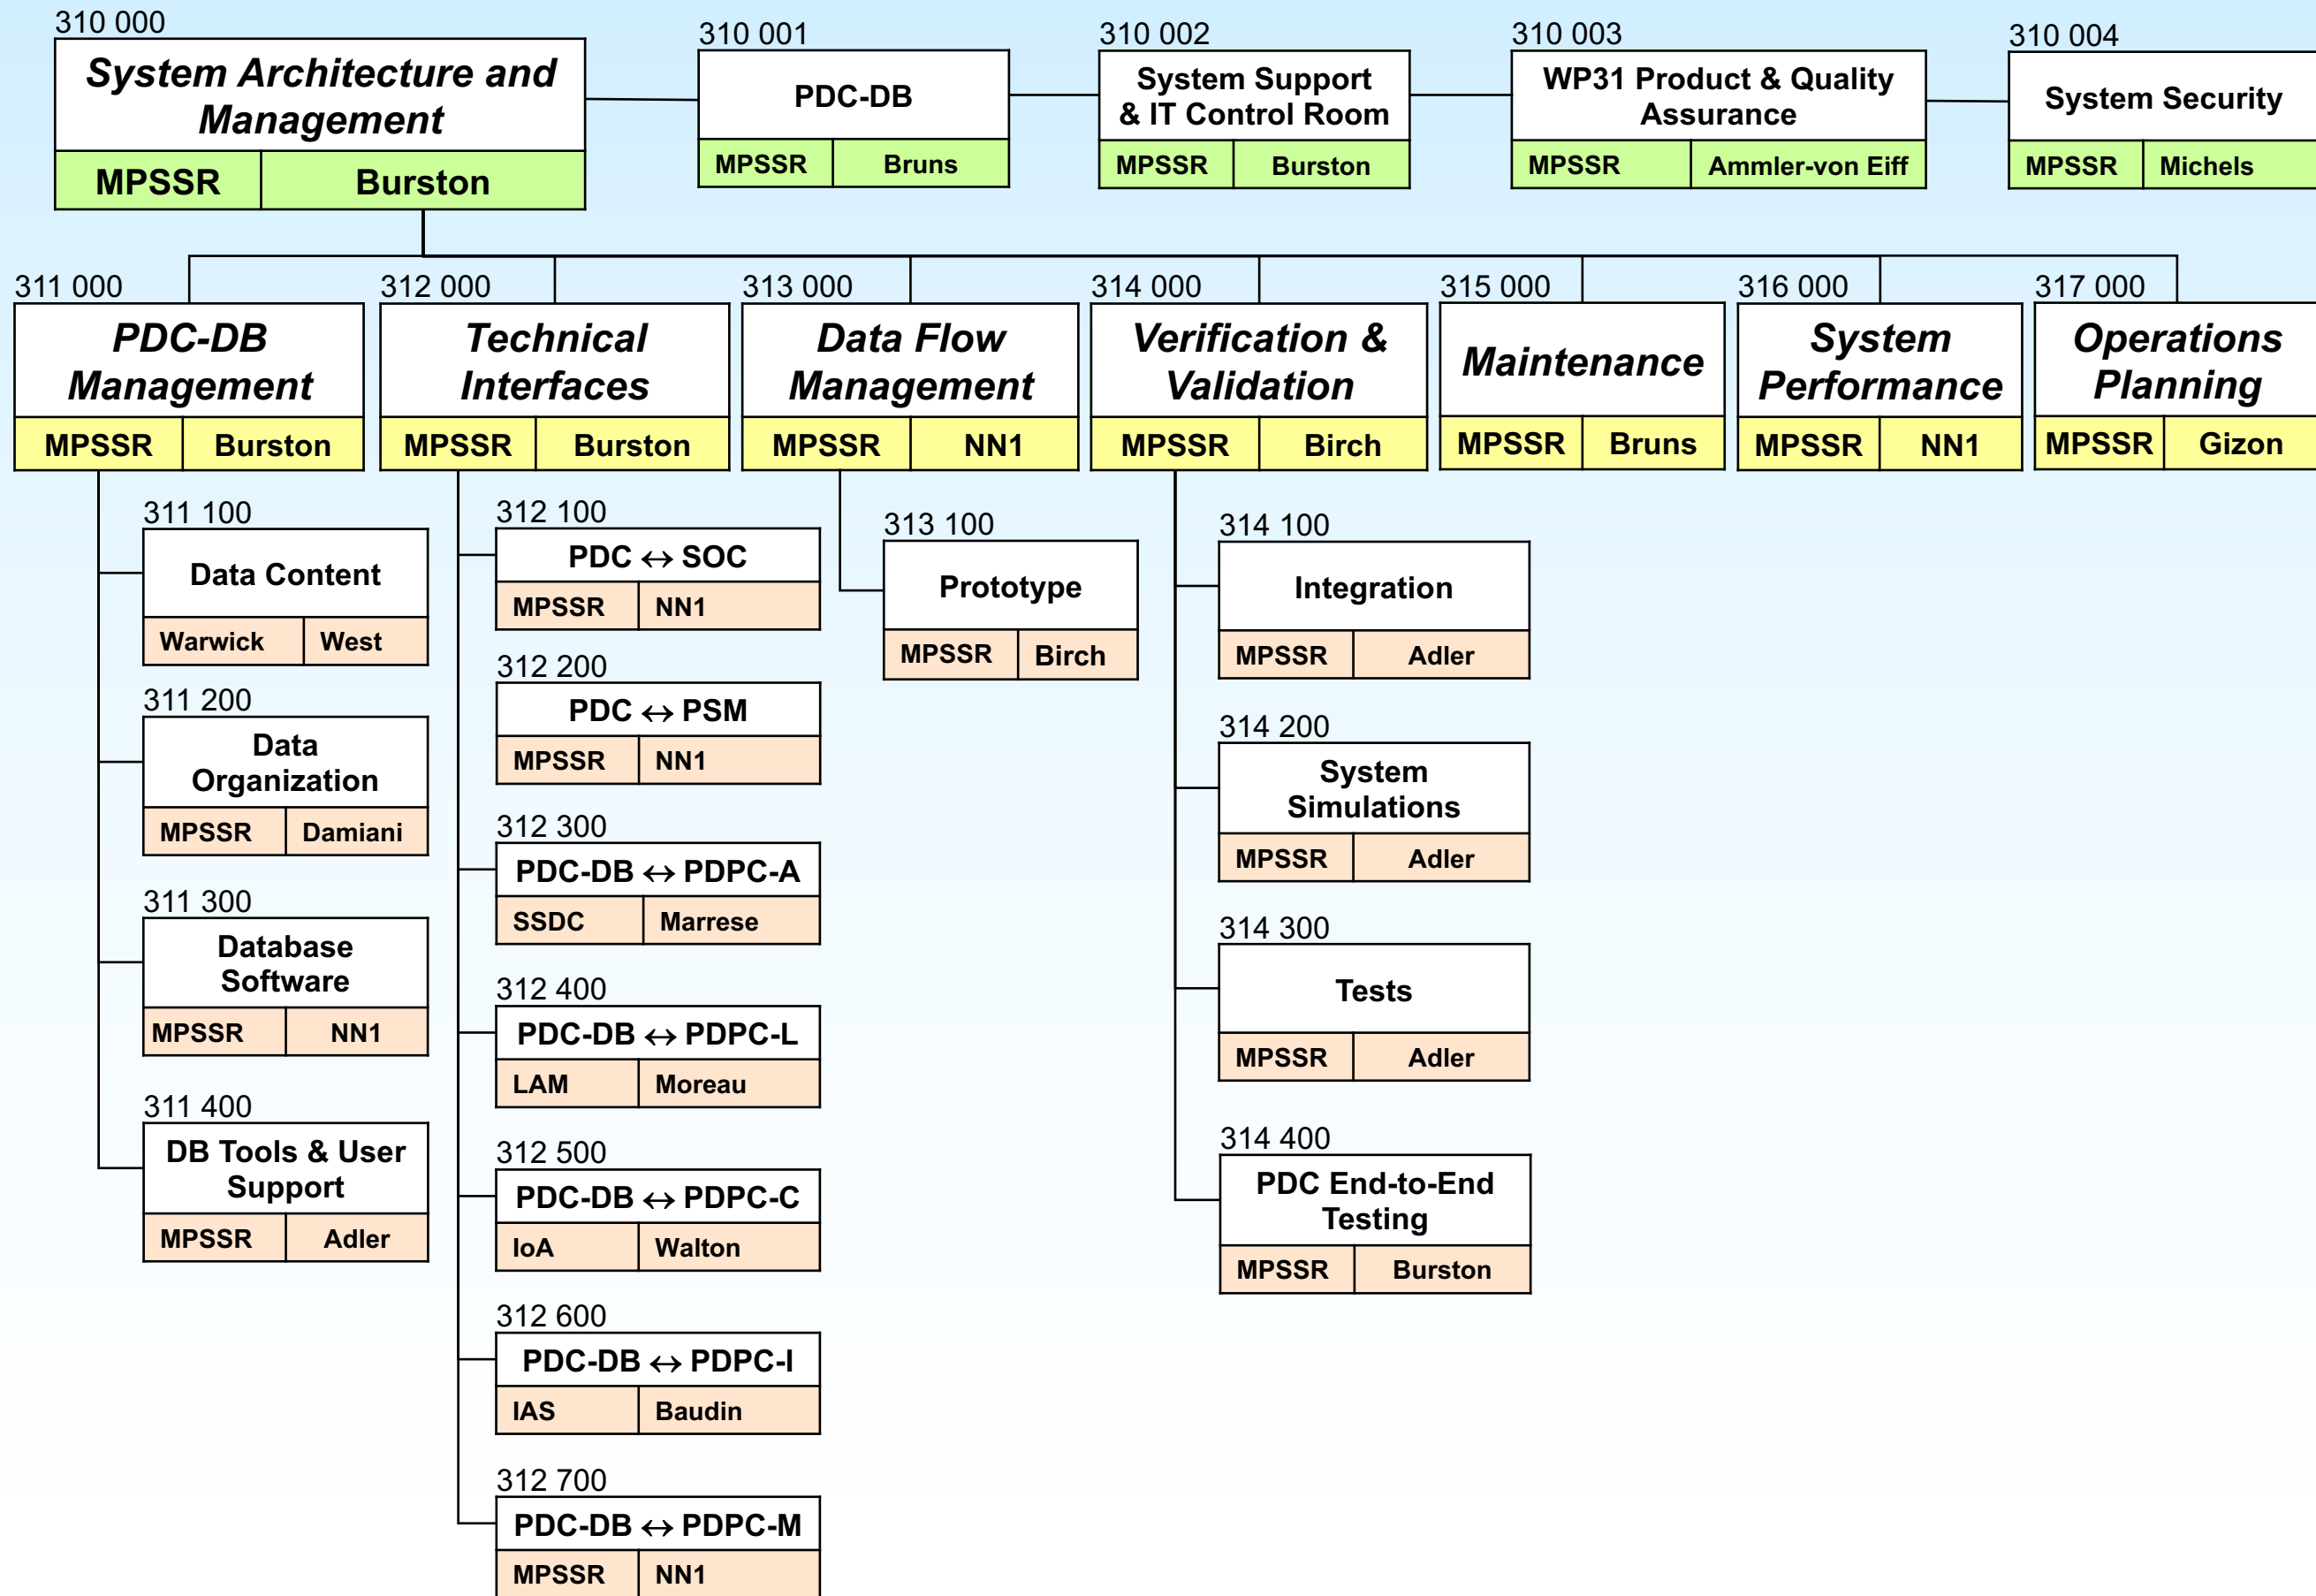 310 000
System Architecture and
Management
MPSSR Burston
310 001
PDC-DB
MPSSR Bruns
310 002
System Support
& IT Control Room
MPSSR Burston
310 003
WP31 Product & Quality
Assurance
MPSSR Ammler-von Eiff
310 004
System Security
MPSSR Michels
311 000
PDC-DB
Management
MPSSR Burston
312 000
Technical
Interfaces
MPSSR Burston
313 000
Data Flow
Management
MPSSR NN1
314 000
Verification &
Validation
MPSSR Birch
315 000
Maintenance
MPSSR Bruns
316 000
System
Performance
MPSSR NN1
317 000
Operations
Planning
MPSSR Gizon
311 100
Data Content
Warwick West
311 200
Data
Organization
MPSSR Damiani
311 300
Database
Software
MPSSR NN1
311 400
DB Tools & User
Support
MPSSR Adler
312 100
PDC ↔ SOC
MPSSR NN1
312 200
PDC ↔ PSM
MPSSR NN1
312 300
PDC-DB ↔ PDPC-A
SSDC Marrese
312 400
PDC-DB ↔ PDPC-L
LAM Moreau
312 500
PDC-DB ↔ PDPC-C
IoA Walton
312 600
PDC-DB ↔ PDPC-I
IAS Baudin
312 700
PDC-DB ↔ PDPC-M
MPSSR NN1
313 100
Prototype
MPSSR Birch
314 100
Integration
MPSSR Adler
314 200
System
Simulations
MPSSR Adler
314 300
Tests
MPSSR Adler
314 400
PDC End-to-End
Testing
MPSSR Burston